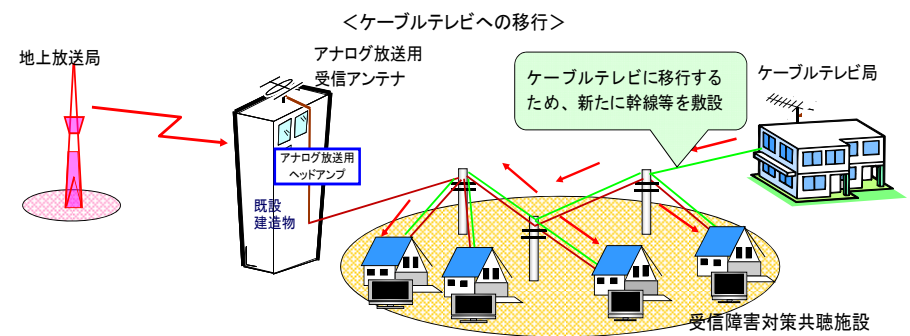 ＜ケーブルテレビへの移行＞
地上放送局
アナログ放送用
受信アンテナ
ケーブルテレビに移行する
ため、新たに幹線等を敷設
ケーブルテレビ局
アナログ放送用
ヘッドアンプ
既設
建造物
受信障害対策共聴施設